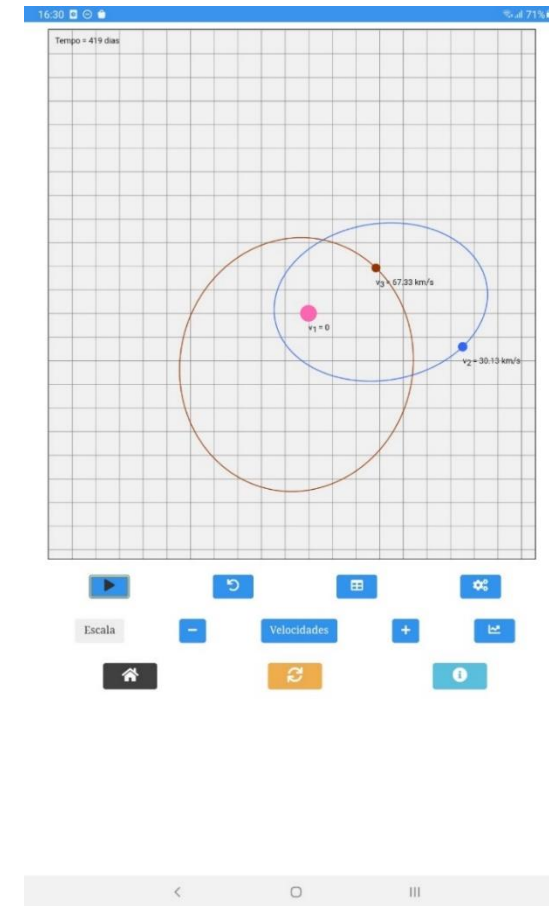 16:30 71%
Tempo = 419 dias
v3 = 67.33 km/s
v1 = 0
v2 = 30.13 km/s
Escala Velocidades